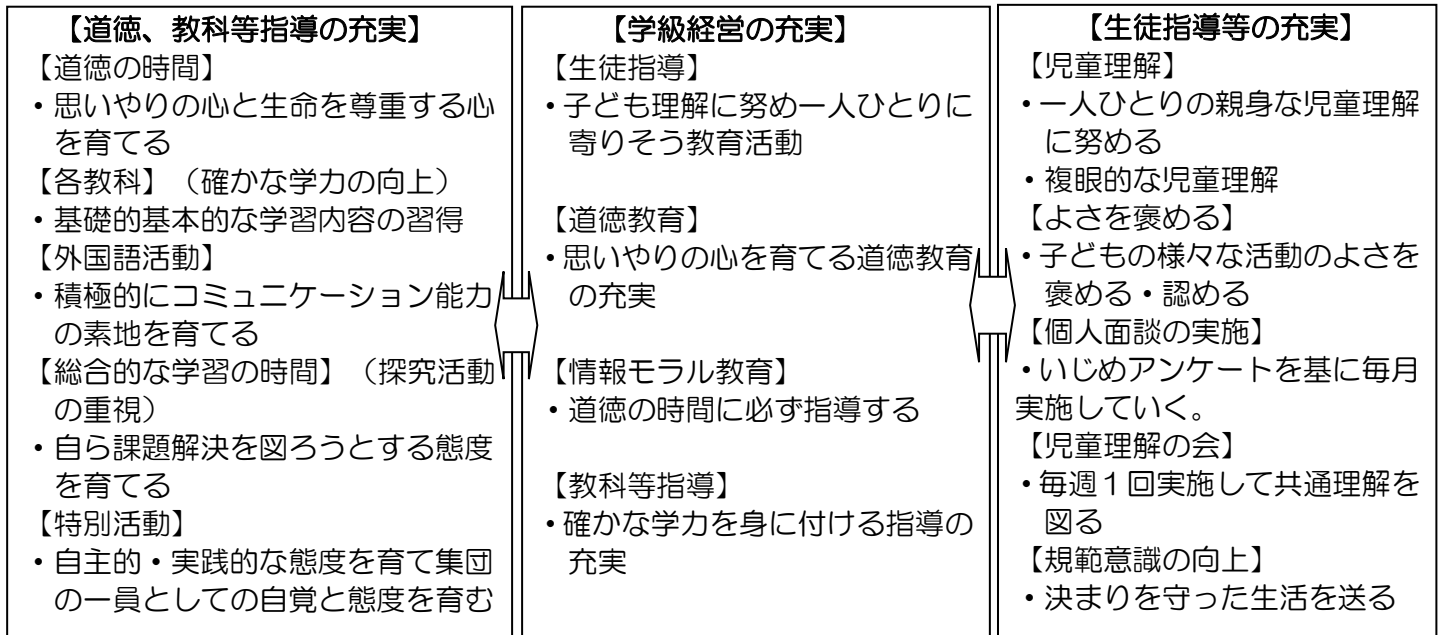 【道徳、教科等指導の充実】
【道徳の時間】
・思いやりの心と生命を尊重する心
を育てる
【各教科】（確かな学力の向上）
・基礎的基本的な学習内容の習得
【外国語活動】
・積極的にコミュニケーション能力
の素地を育てる
【総合的な学習の時間】（探究活動
の重視）
・自ら課題解決を図ろうとする態度
を育てる
【特別活動】
・自主的・実践的な態度を育て集団
の一員としての自覚と態度を育む
【学級経営の充実】
【生徒指導】
・子ども理解に努め一人ひとりに
寄りそう教育活動
【道徳教育】
・思いやりの心を育てる道徳教育
の充実
【情報モラル教育】
・道徳の時間に必ず指導する
【教科等指導】
・確かな学力を身に付ける指導の
充実
【生徒指導等の充実】
【児童理解】
・一人ひとりの親身な児童理解
に努める
・複眼的な児童理解
【よさを褒める】
・子どもの様々な活動のよさを
褒める・認める
【個人面談の実施】
・いじめアンケートを基に毎月
実施していく。
【児童理解の会】
・毎週１回実施して共通理解を
図る
【規範意識の向上】
・決まりを守った生活を送る